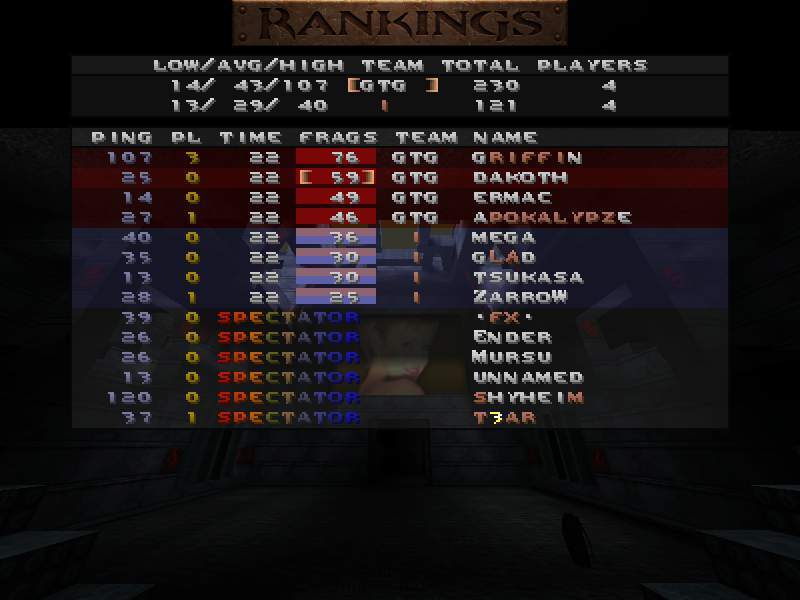 RANKINGS
LOW/AVG/HIGH TEAM TOTAL PLAYERS
14/ 43/107 [GTG ] 230 4
13/ 29/ 40 I 121 4
PING PL TIME FRAGS TEAM NAME
107 3 22 76 GTG GRIFFIN
25 0 22 [ 59] GTG DAKOTH
14 0 22 49 GTG ERMAC
27 1 22 46 GTG APOKALYPZE
40 0 22 36 I MEGA
35 0 22 30 I GLAD
13 0 22 30 I TSUKASA
28 1 22 25 I ZARROW
39 0 SPECTATOR ·FX·
26 0 SPECTATOR ENDER
26 0 SPECTATOR MURSU
13 0 SPECTATOR UNNAMED
120 0 SPECTATOR SHYHEIM
37 1 SPECTATOR T3AR